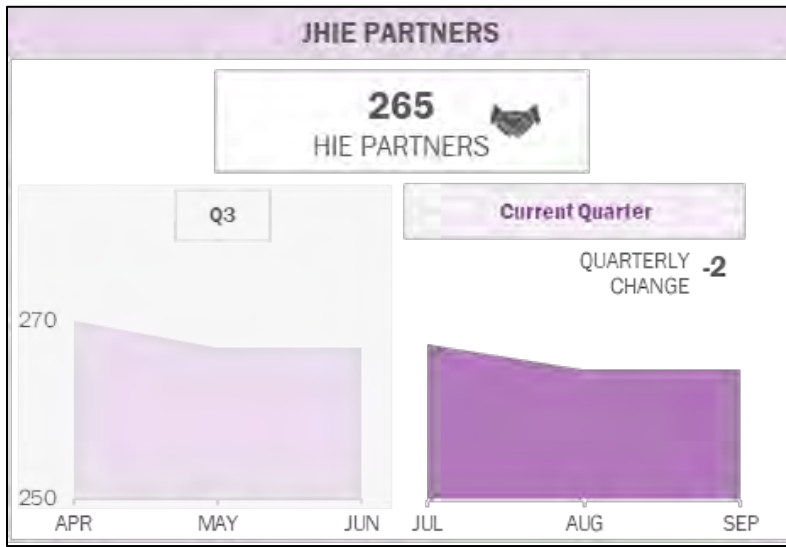 JHIE PARTNERS
265
HIE PARTNERS
Q3
Current Quarter
QUARTERLY
CHANGE
-2
270
250
APR MAY JUN
JUL AUG SEP